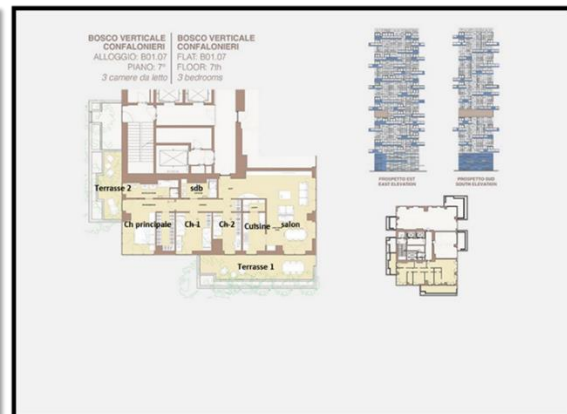 BOSCO VERTICALE
CONFALONIERI
ALLOGGIO: B01.07
PIANO: 7°
3 camere da letto
BOSCO VERTICALE
CONFALONIERI
FLAT: B01.07
FLOOR: 7th
3 bedrooms
PROSPETTO EST
EAST ELEVATION
PROSPETTO SUD
SOUTH ELEVATION
Terrasse 2
sdb
Ch principale
Ch-1
Ch-2
Cuisine
salon
Terrasse 1